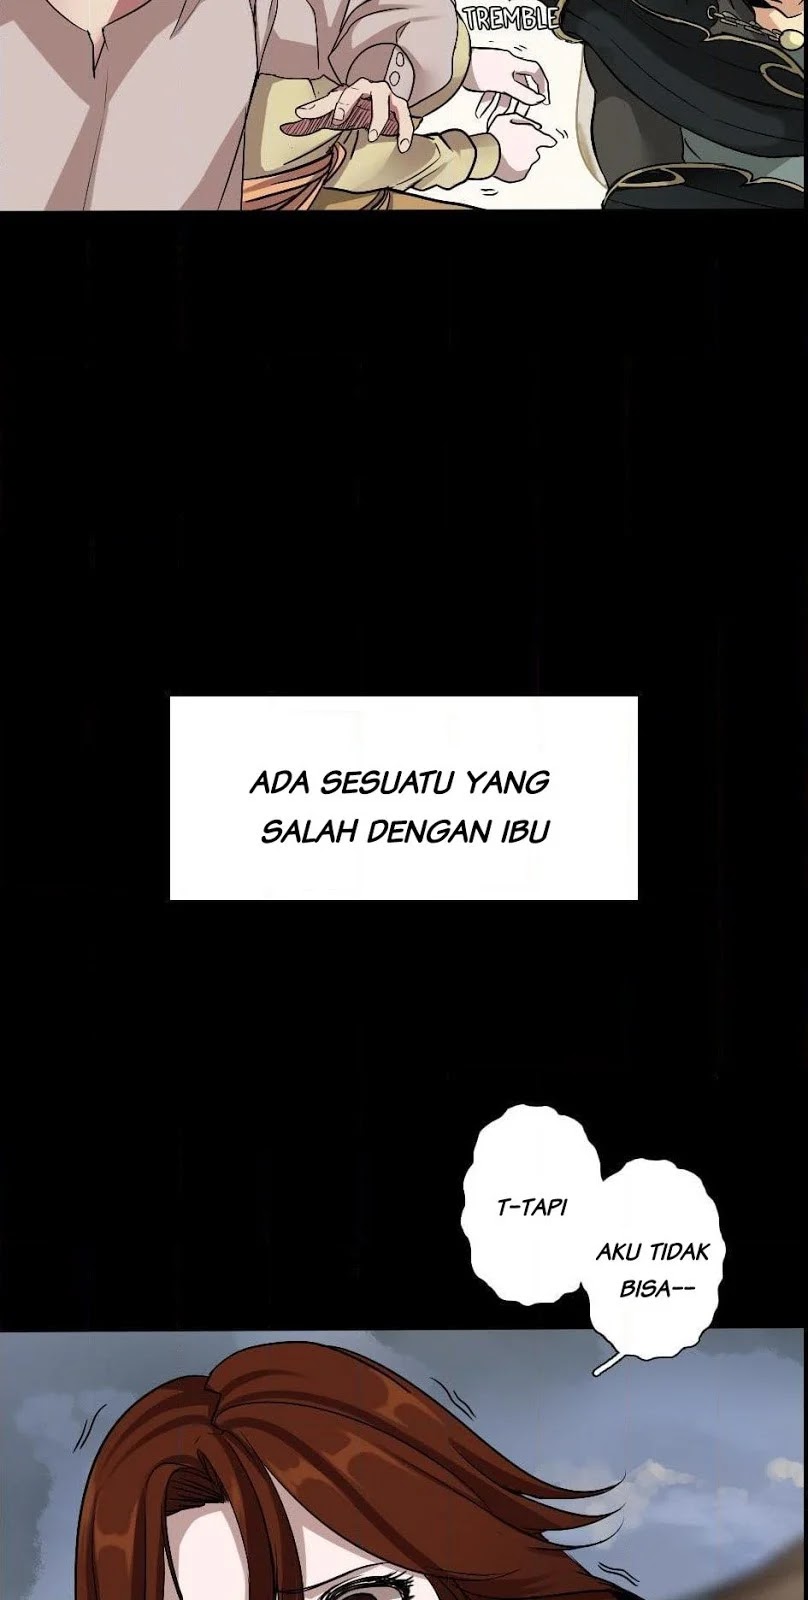 TREMBLE
ADA SESUATU YANG
SALAH DENGAN IBU
T-TAPI
AKU TIDAK
BISA--